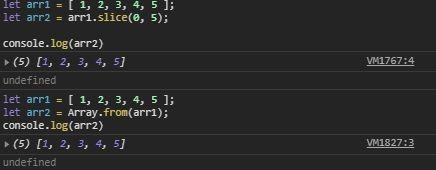 let arr1 = [ 1, 2, 3, 4, 5 ];
let arr2 = arr1.slice(0, 5);
console.log(arr2)
▸ (5) [1, 2, 3, 4, 5] VM1767:4
undefined
let arr1 = [ 1, 2, 3, 4, 5 ];
let arr2 = Array.from(arr1);
console.log(arr2)
▸ (5) [1, 2, 3, 4, 5] VM1827:3
undefined